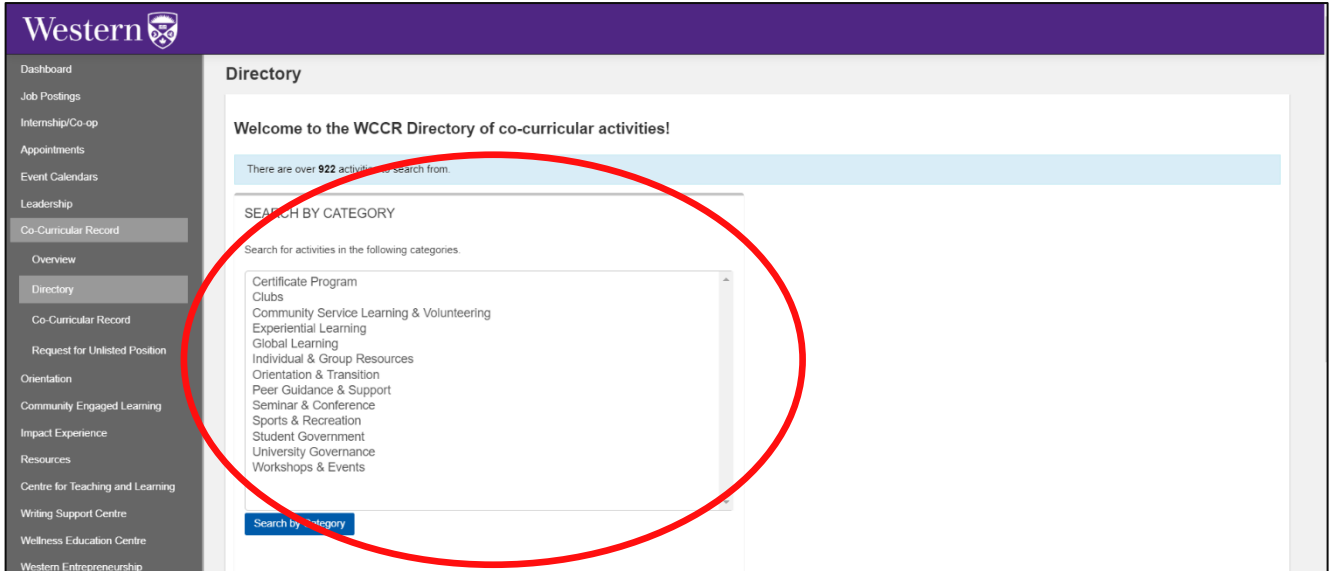 Western
Dashboard
Job Postings
Internship/Co-op
Appointments
Event Calendars
Leadership
Co-Curricular Record
Overview
Directory
Co-Curricular Record
Request for Unlisted Position
Orientation
Community Engaged Learning
Impact Experience
Resources
Centre for Teaching and Learning
Writing Support Centre
Wellness Education Centre
Western Entrepreneurship
Directory
Welcome to the WCCR Directory of co-curricular activities!
There are over 922 activities to search from.
SEARCH BY CATEGORY
Search for activities in the following categories.
Certificate Program
Clubs
Community Service Learning & Volunteering
Experiential Learning
Global Learning
Individual & Group Resources
Orientation & Transition
Peer Guidance & Support
Seminar & Conference
Sports & Recreation
Student Government
University Governance
Workshops & Events
Search by Category